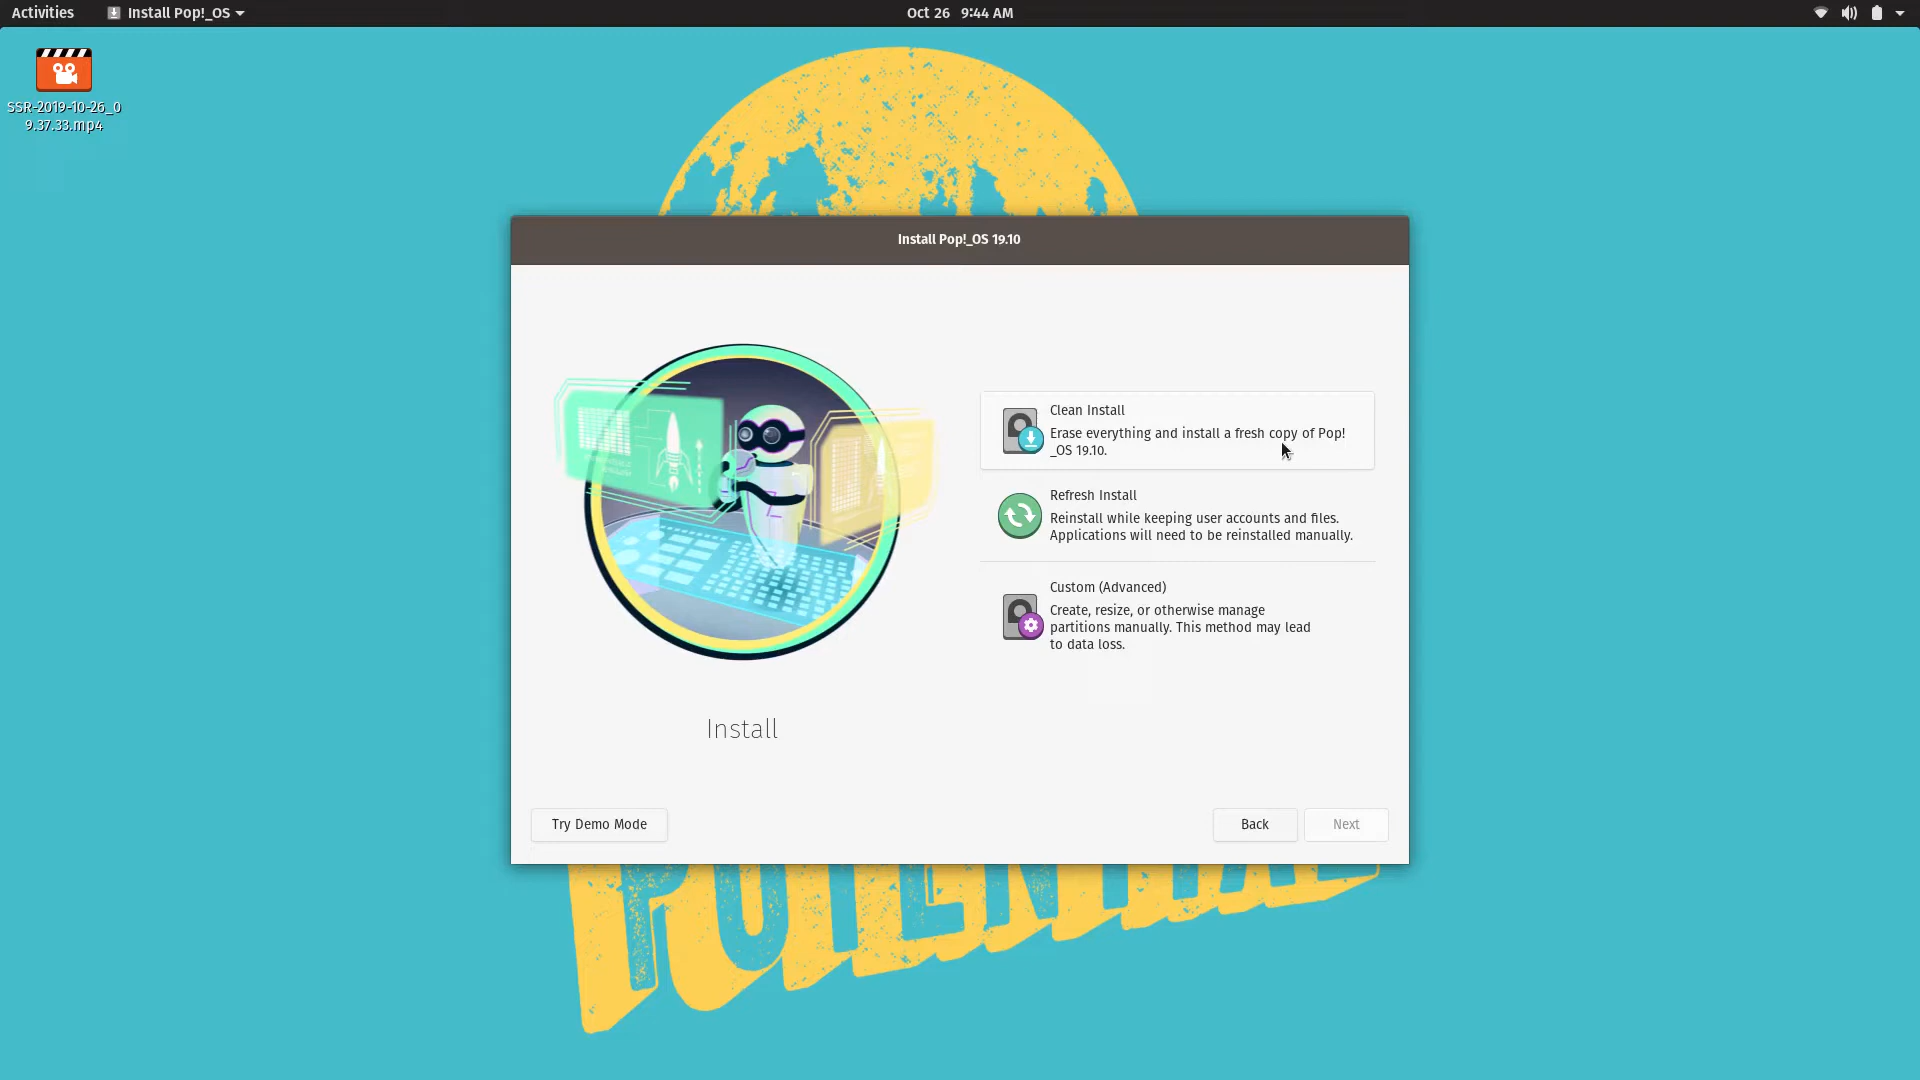 Activities
Install Pop!_OS
Oct 26 9:44 AM
SSR-2019-10-26_0
9.37.33.mp4
Install Pop!_OS 19.10
Clean Install
Erase everything and install a fresh copy of Pop!
_OS 19.10.
Refresh Install
Reinstall while keeping user accounts and files.
Applications will need to be reinstalled manually.
Custom (Advanced)
Create, resize, or otherwise manage
partitions manually. This method may lead
to data loss.
Install
Try Demo Mode
Back
Next
POTENTIAL